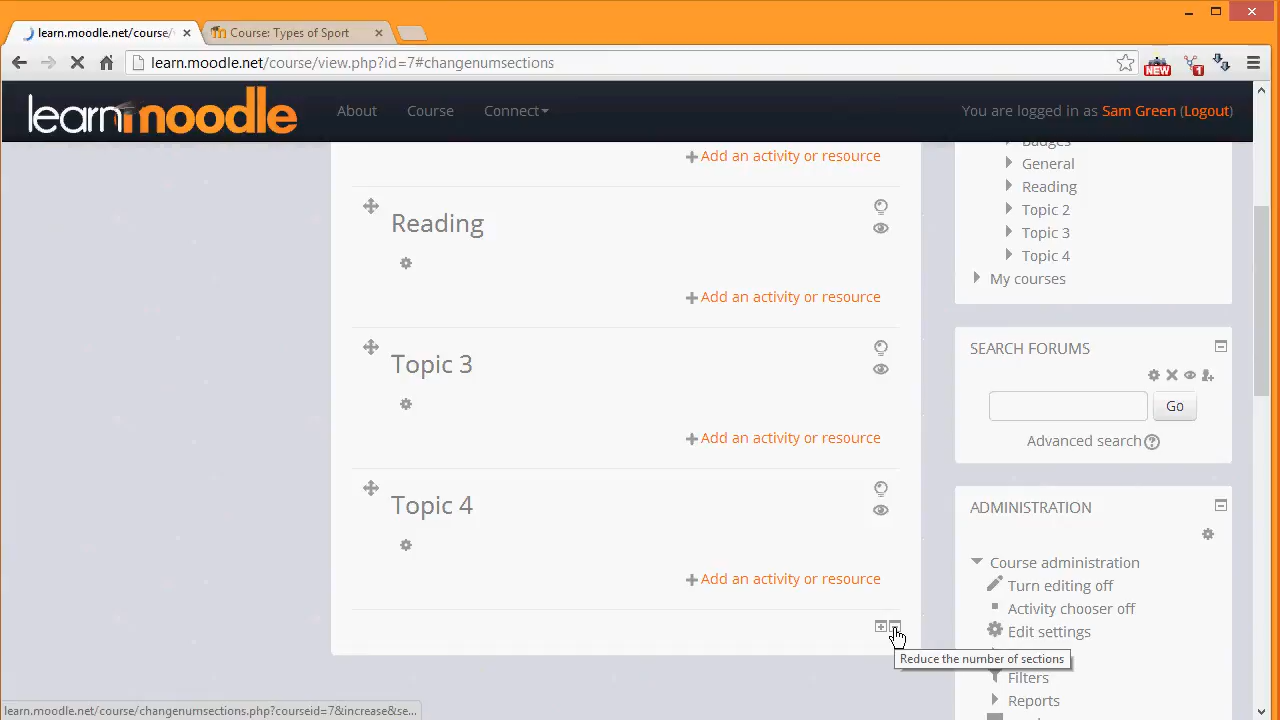 learn.moodle.net/course/
Course: Types of Sport
learn.moodle.net/course/view.php?id=7#changenumsections
NEW
1
learn moodle
About
Course
Connect
You are logged in as Sam Green (Logout)
Add an activity or resource
Reading
Add an activity or resource
Topic 3
Add an activity or resource
Topic 4
Add an activity or resource
Reduce the number of sections
Badges
General
Reading
Topic 2
Topic 3
Topic 4
My courses
SEARCH FORUMS
Go
Advanced search
ADMINISTRATION
Course administration
Turn editing off
Activity chooser off
Edit settings
Filters
Reports
learn.moodle.net/course/changenumsections.php?courseid=7&increase&se...